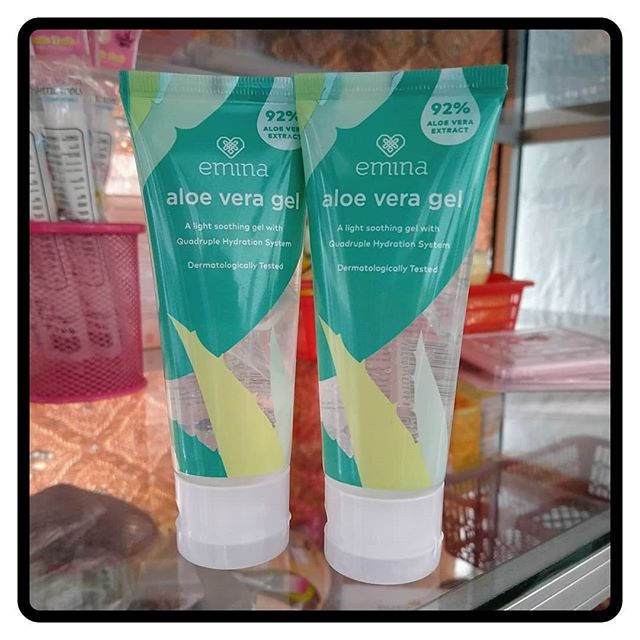 92%
ALOE VERA
EXTRACT
emina
aloe vera gel
A light soothing gel with
Quadruple Hydration System
Dermatologically Tested
92%
ALOE VERA
EXTRACT
emina
aloe vera gel
A light soothing gel with
Quadruple Hydration System
Dermatologically Tested